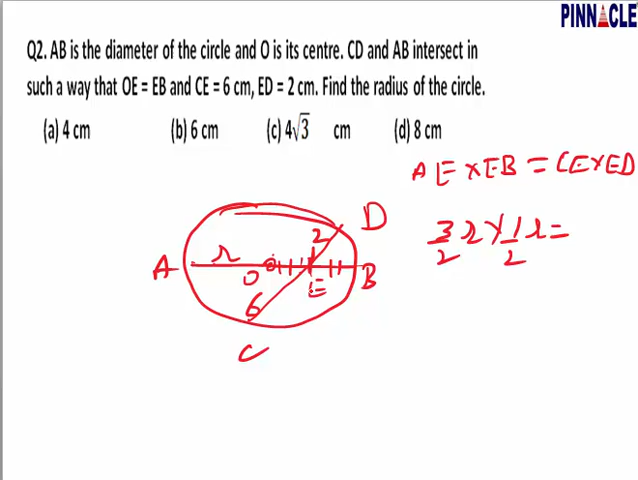 PINNACLE
Q2. AB is the diameter of the circle and O is its centre. CD and AB intersect in
such a way that OE = EB and CE = 6 cm, ED = 2 cm. Find the radius of the circle.
(a) 4 cm (b) 6 cm (c) 4√3 cm (d) 8 cm
AE × EB = CE × ED
3/2 r × 1/2 r =
D
2
r
A O E B
6
C